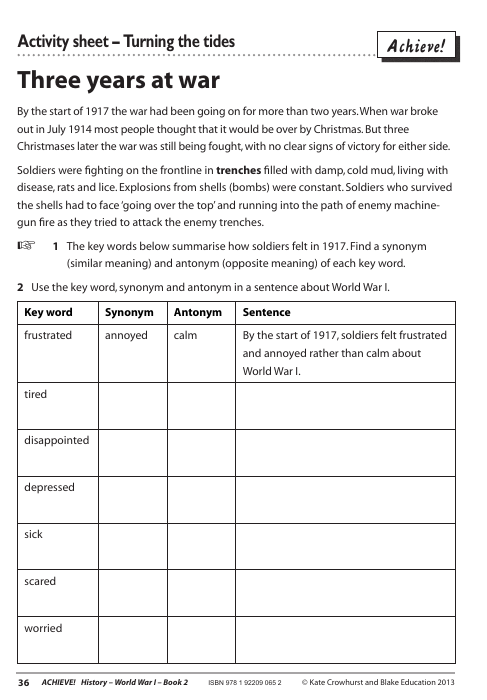 Activity sheet – Turning the tides
Achieve!
Three years at war
By the start of 1917 the war had been going on for more than two years. When war broke
out in July 1914 most people thought that it would be over by Christmas. But three
Christmases later the war was still being fought, with no clear signs of victory for either side.
Soldiers were fighting on the frontline in trenches filled with damp, cold mud, living with
disease, rats and lice. Explosions from shells (bombs) were constant. Soldiers who survived
the shells had to face ‘going over the top’ and running into the path of enemy machine-
gun fire as they tried to attack the enemy trenches.
1 The key words below summarise how soldiers felt in 1917. Find a synonym
(similar meaning) and antonym (opposite meaning) of each key word.
2 Use the key word, synonym and antonym in a sentence about World War I.
Key word Synonym Antonym Sentence
frustrated annoyed calm By the start of 1917, soldiers felt frustrated
and annoyed rather than calm about
World War I.
tired
disappointed
depressed
sick
scared
worried
36 ACHIEVE! History – World War I – Book 2 ISBN 978 1 92209 065 2 © Kate Crowhurst and Blake Education 2013